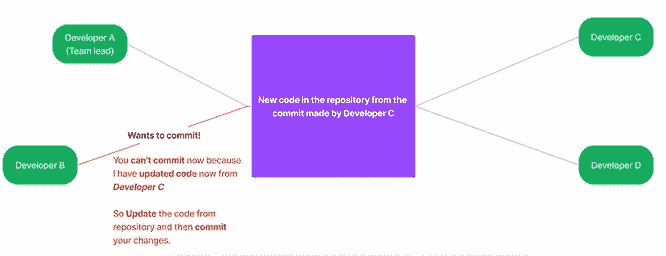 Developer A
(Team lead)
Developer C
New code in the repository from the
commit made by Developer C
Wants to commit!
You can't commit now because
I have updated code now from
Developer C
Developer B
Developer D
So Update the code from
repository and then commit
your changes.